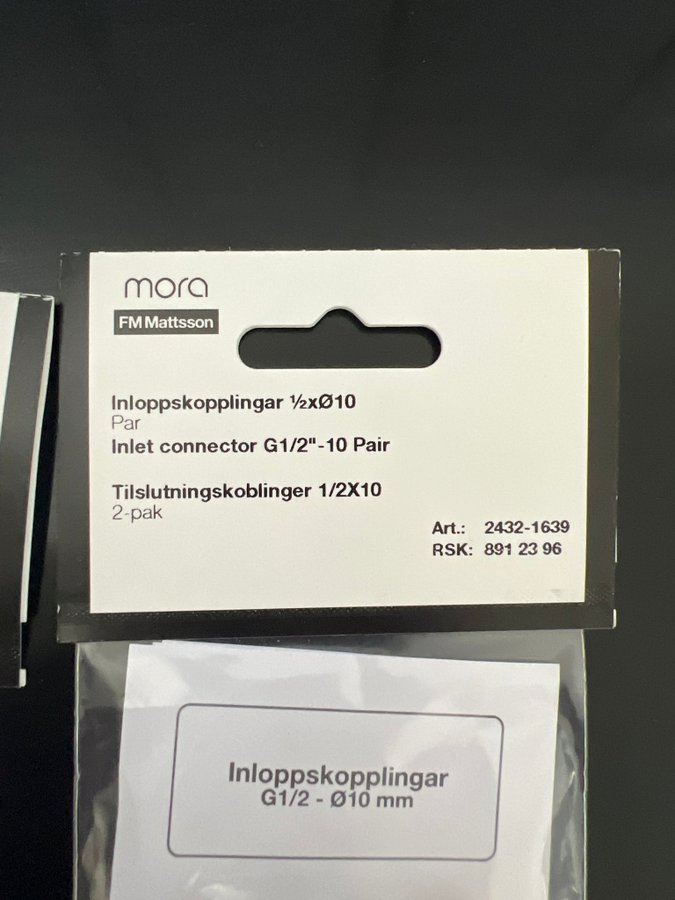 mora
FM Mattsson
Inloppskopplingar ½xØ10
Par
Inlet connector G1/2"-10 Pair
Tilslutningskoblinger 1/2X10
2-pak
Art.: 2432-1639
RSK: 891 23 96
Inloppskopplingar
G1/2 - Ø10 mm